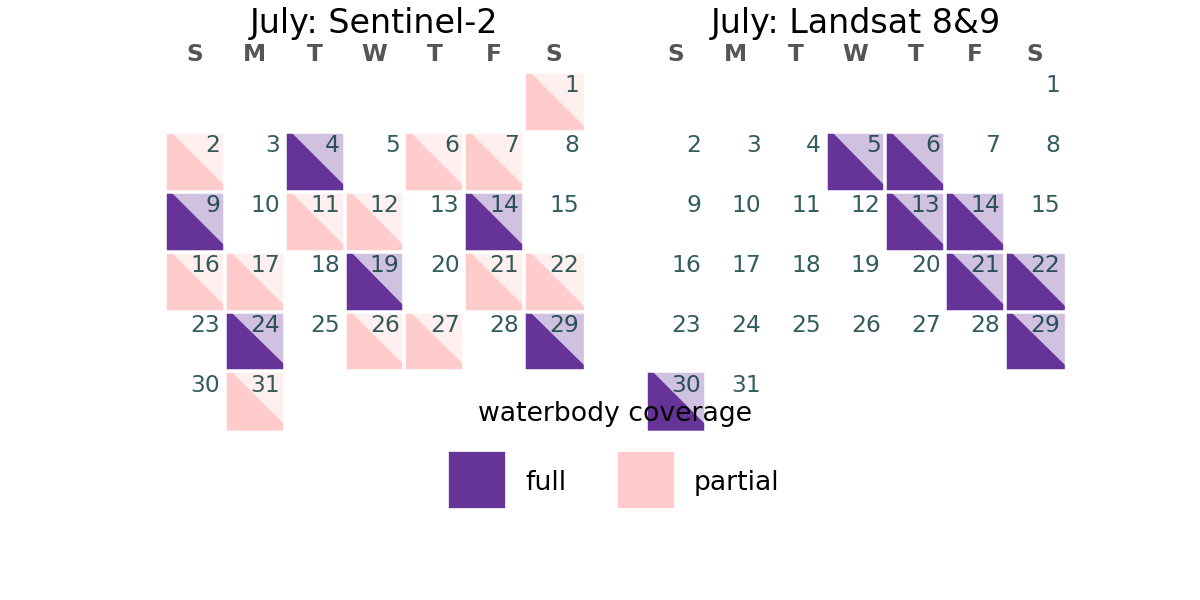 July: Sentinel-2
S M T W T F S
1
2 3 4 5 6 7 8
9 10 11 12 13 14 15
16 17 18 19 20 21 22
23 24 25 26 27 28 29
30 31
July: Landsat 8&9
S M T W T F S
1
2 3 4 5 6 7 8
9 10 11 12 13 14 15
16 17 18 19 20 21 22
23 24 25 26 27 28 29
30 31
waterbody coverage
full partial